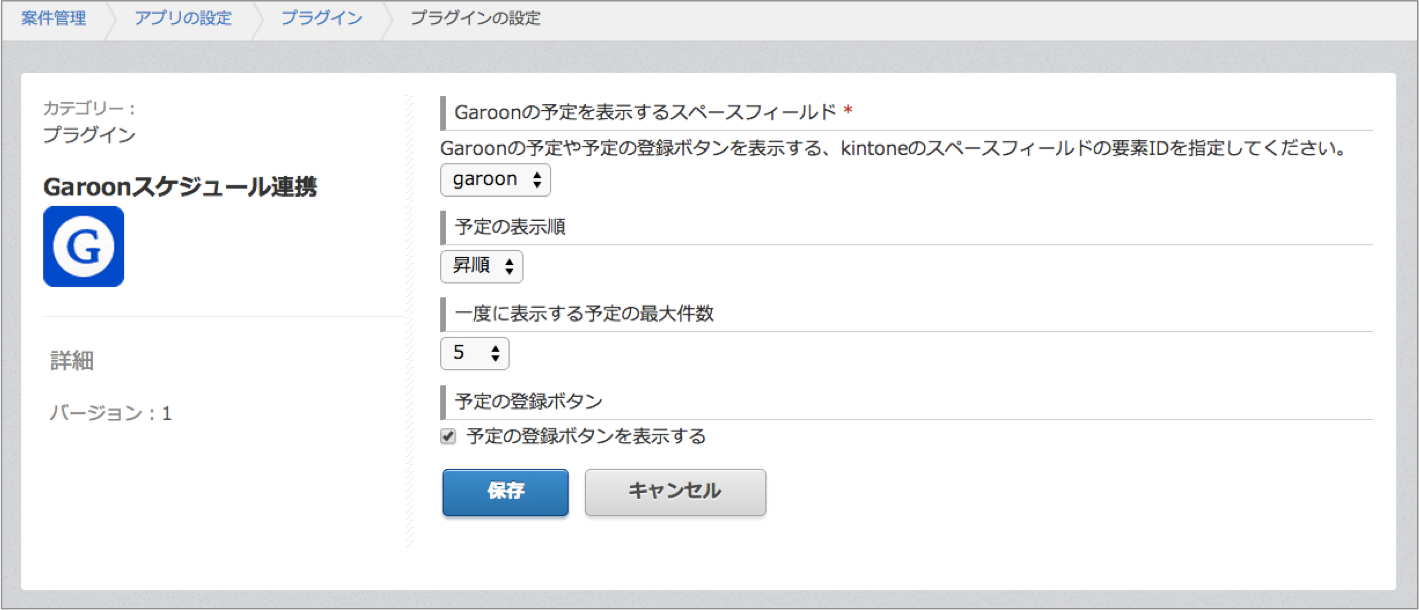 案件管理 アプリの設定 プラグイン プラグインの設定
カテゴリー：
プラグイン
Garoonスケジュール連携
G
詳細
バージョン：1
Garoonの予定を表示するスペースフィールド *
Garoonの予定や予定の登録ボタンを表示する、kintoneのスペースフィールドの要素IDを指定してください。
garoon
予定の表示順
昇順
一度に表示する予定の最大件数
5
予定の登録ボタン
予定の登録ボタンを表示する
保存 キャンセル